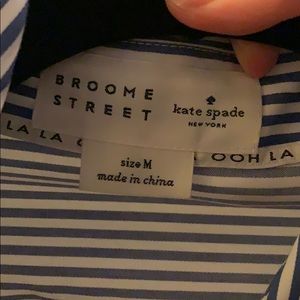 BROOME
STREET
kate spade
NEW YORK
LA LA
OOH LA
size M
made in china